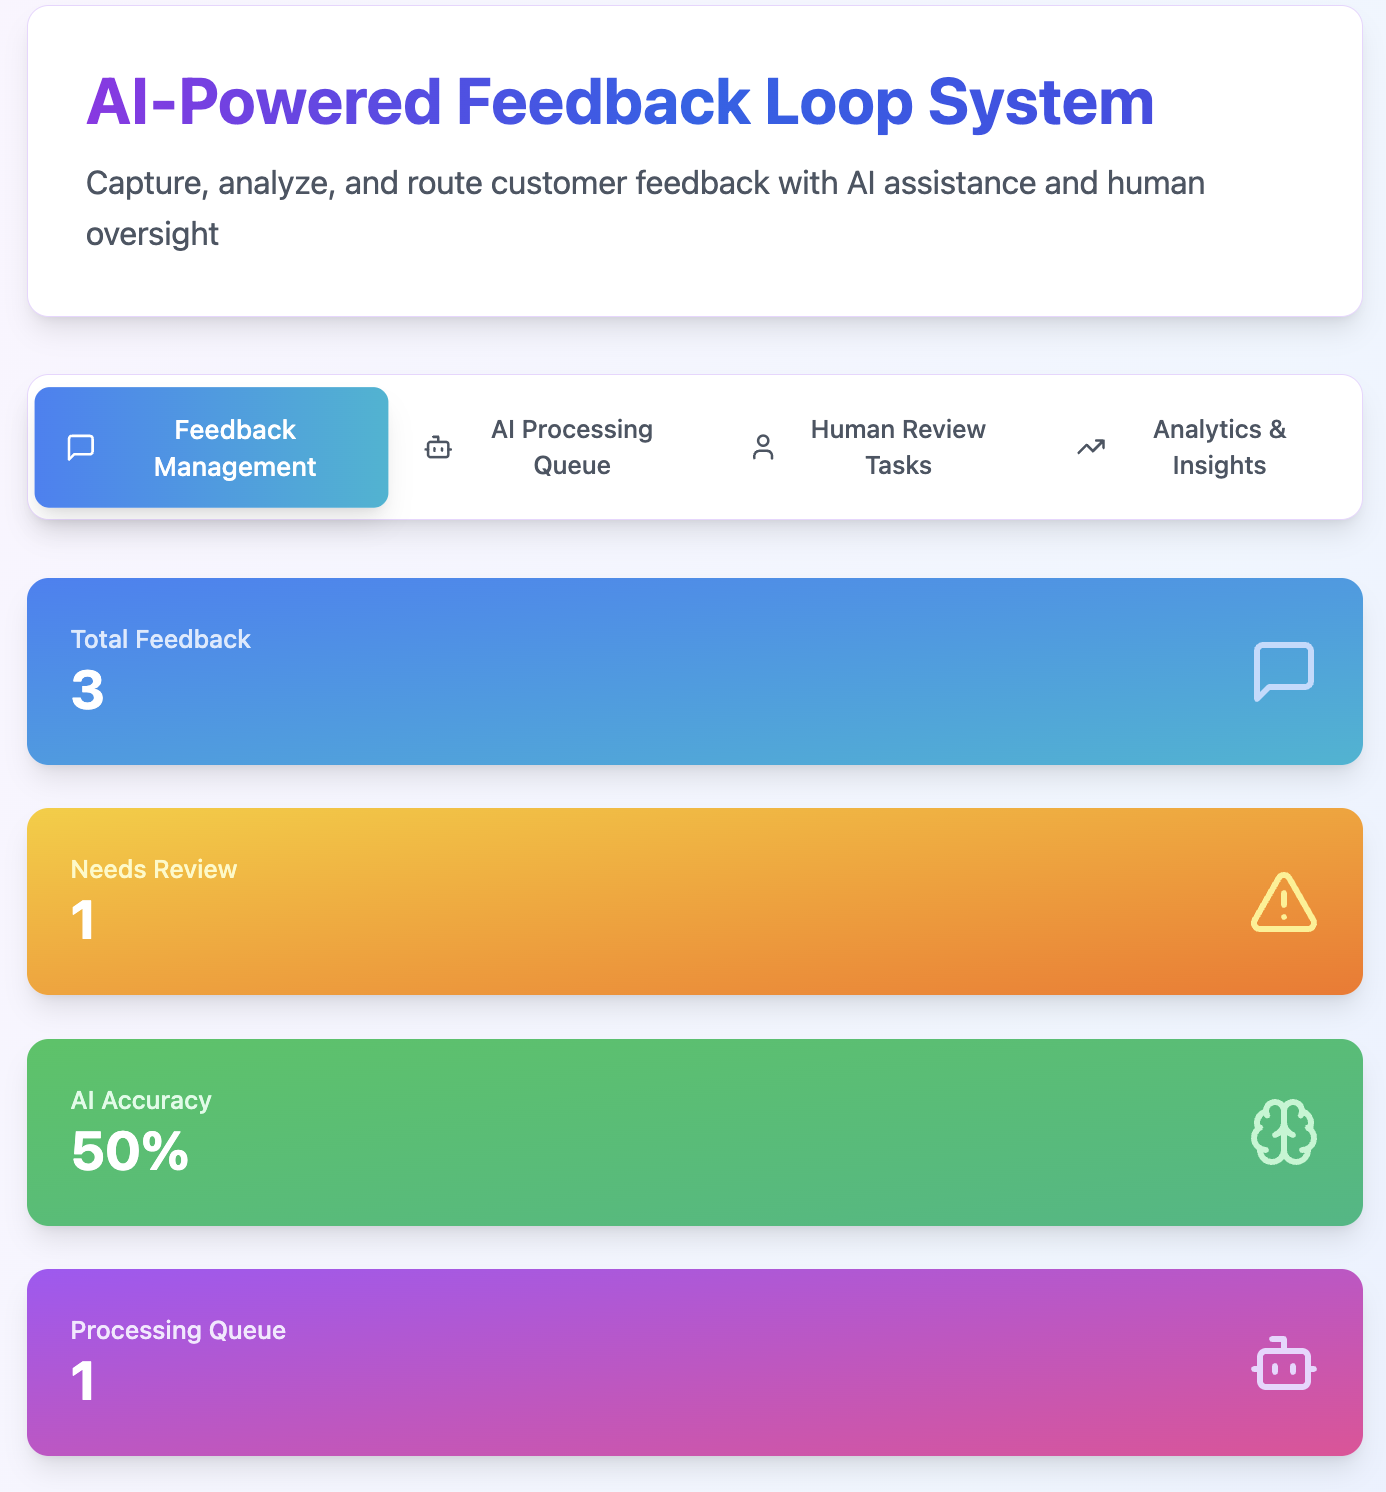 AI-Powered Feedback Loop System
Capture, analyze, and route customer feedback with AI assistance and human
oversight
Feedback
Management
AI Processing
Queue
Human Review
Tasks
Analytics &
Insights
Total Feedback
3
Needs Review
1
AI Accuracy
50%
Processing Queue
1